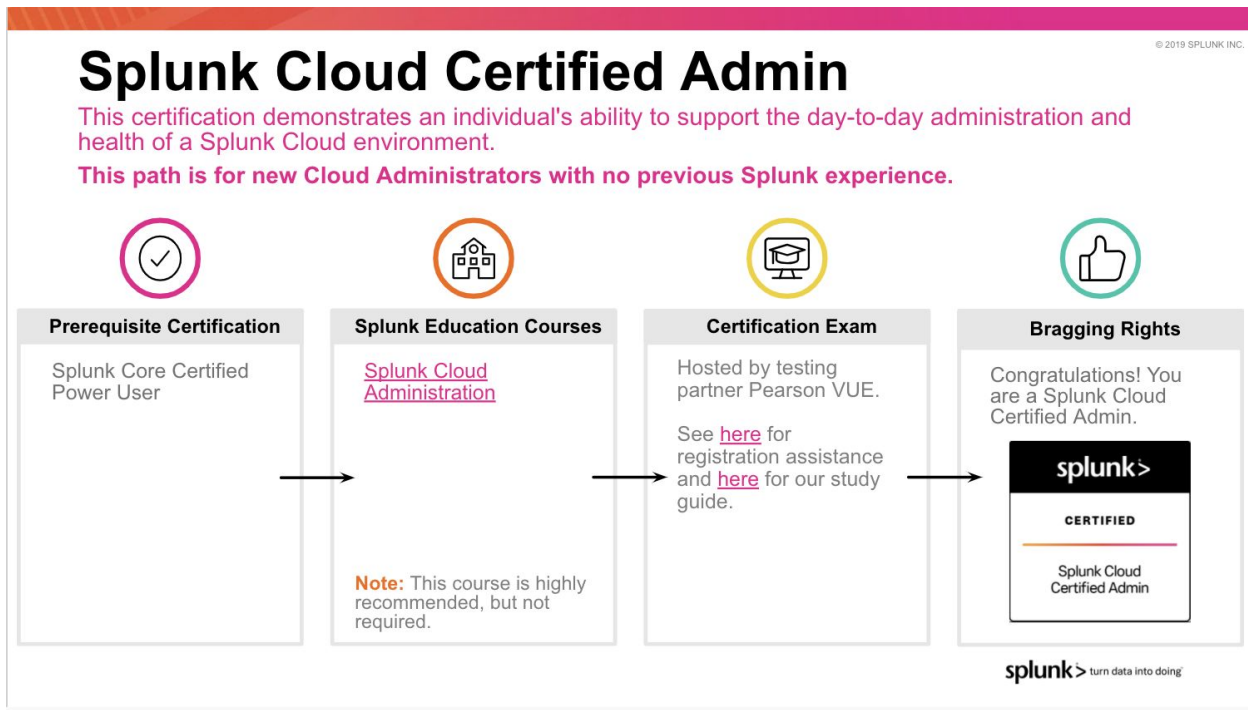 © 2019 SPLUNK INC.
Splunk Cloud Certified Admin
This certification demonstrates an individual's ability to support the day-to-day administration and
health of a Splunk Cloud environment.
This path is for new Cloud Administrators with no previous Splunk experience.
Prerequisite Certification
Splunk Core Certified
Power User
Splunk Education Courses
Splunk Cloud
Administration
Note: This course is highly
recommended, but not
required.
Certification Exam
Hosted by testing
partner Pearson VUE.
See here for
registration assistance
and here for our study
guide.
Bragging Rights
Congratulations! You
are a Splunk Cloud
Certified Admin.
splunk>
CERTIFIED
Splunk Cloud
Certified Admin
splunk> turn data into doing